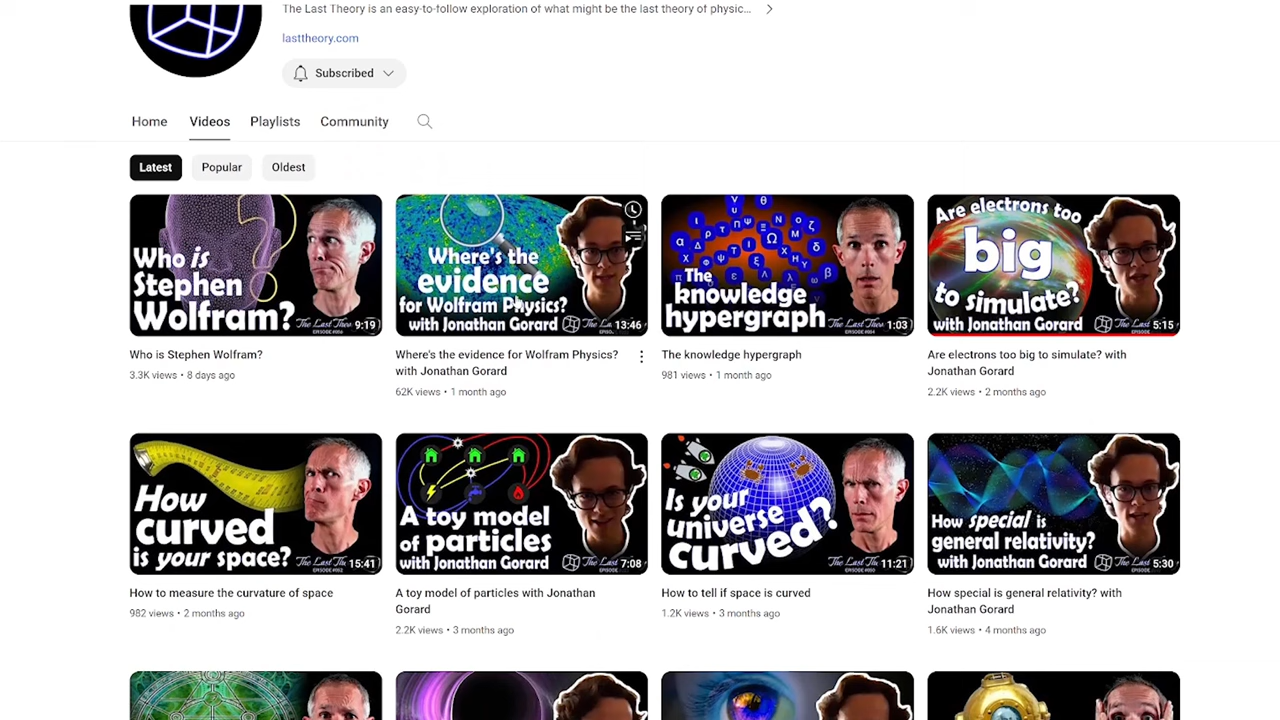 The Last Theory is an easy-to-follow exploration of what might be the last theory of physic...
lasttheory.com
Subscribed
Home Videos Playlists Community
Latest Popular Oldest
Who is
Stephen
Wolfram?
The Last Theo
9:19
Who is Stephen Wolfram?
3.3K views • 8 days ago
Where's the
evidence
for Wolfram Physics?
with Jonathan Gorard
13:46
Where's the evidence for Wolfram Physics?
with Jonathan Gorard
62K views • 1 month ago
The
knowledge
hypergraph
The Last The
1:03
The knowledge hypergraph
981 views • 1 month ago
Are electrons too
big
to simulate?
with Jonathan Gorard
5:15
Are electrons too big to simulate? with
Jonathan Gorard
2.2K views • 2 months ago
How
curved
is your space?
15:41
How to measure the curvature of space
982 views • 2 months ago
A toy model
of particles
with Jonathan Gorard
7:08
A toy model of particles with Jonathan
Gorard
2.2K views • 3 months ago
Is your
universe
curved?
11:21
How to tell if space is curved
1.2K views • 3 months ago
How special is
general relativity?
with Jonathan Gorard
5:30
How special is general relativity? with
Jonathan Gorard
1.6K views • 4 months ago